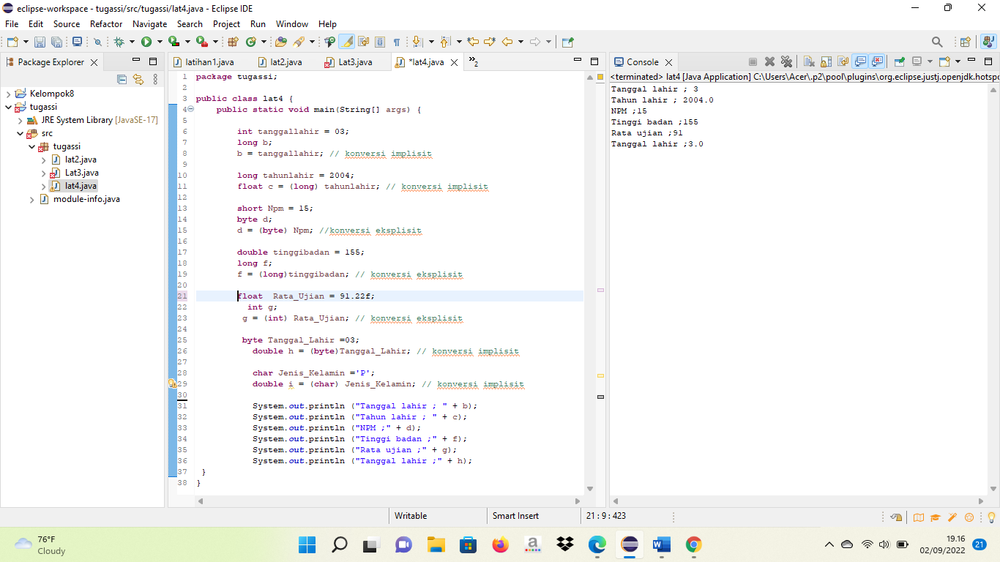 eclipse-workspace - tugassi/src/tugassi/lat4.java - Eclipse IDE
File Edit Source Refactor Navigate Search Project Run Window Help
Package Explorer
Kelompok8
tugassi
JRE System Library [JavaSE-17]
src
tugassi
lat2.java
Lat3.java
lat4.java
module-info.java
latihan1.java lat2.java Lat3.java *lat4.java »2
1 package tugassi;
2
3 public class lat4 {
4 public static void main(String[] args) {
5
6 int tanggallahir = 03;
7 long b;
8 b = tanggallahir; // konversi implisit
9
10 long tahunlahir = 2004;
11 float c = (long) tahunlahir; // konversi implisit
12
13 short Npm = 15;
14 byte d;
15 d = (byte) Npm; //konversi eksplisit
16
17 double tinggibadan = 155;
18 long f;
19 f = (long)tinggibadan; // konversi eksplisit
20
21 float  Rata_Ujian = 91.22f;
22 int g;
23 g = (int) Rata_Ujian; // konversi eksplisit
24
25 byte Tanggal_Lahir =03;
26 double h = (byte)Tanggal_Lahir; // konversi implisit
27
28 char Jenis_Kelamin ='P';
29 double i = (char) Jenis_Kelamin; // konversi implisit
30
31 System.out.println ("Tanggal lahir ; " + b);
32 System.out.println ("Tahun lahir ; " + c);
33 System.out.println ("NPM ;" + d);
34 System.out.println ("Tinggi badan ;" + f);
35 System.out.println ("Rata ujian ;" + g);
36 System.out.println ("Tanggal lahir ;" + h);
37 }
38 }
Console
<terminated> lat4 [Java Application] C:\Users\Acer\.p2\pool\plugins\org.eclipse.justj.openjdk.hotspo
Tanggal lahir ; 3
Tahun lahir ; 2004.0
NPM ;15
Tinggi badan ;155
Rata ujian ;91
Tanggal lahir ;3.0
Writable Smart Insert 21 : 9 : 423
76°F
Cloudy
19.16
02/09/2022
21